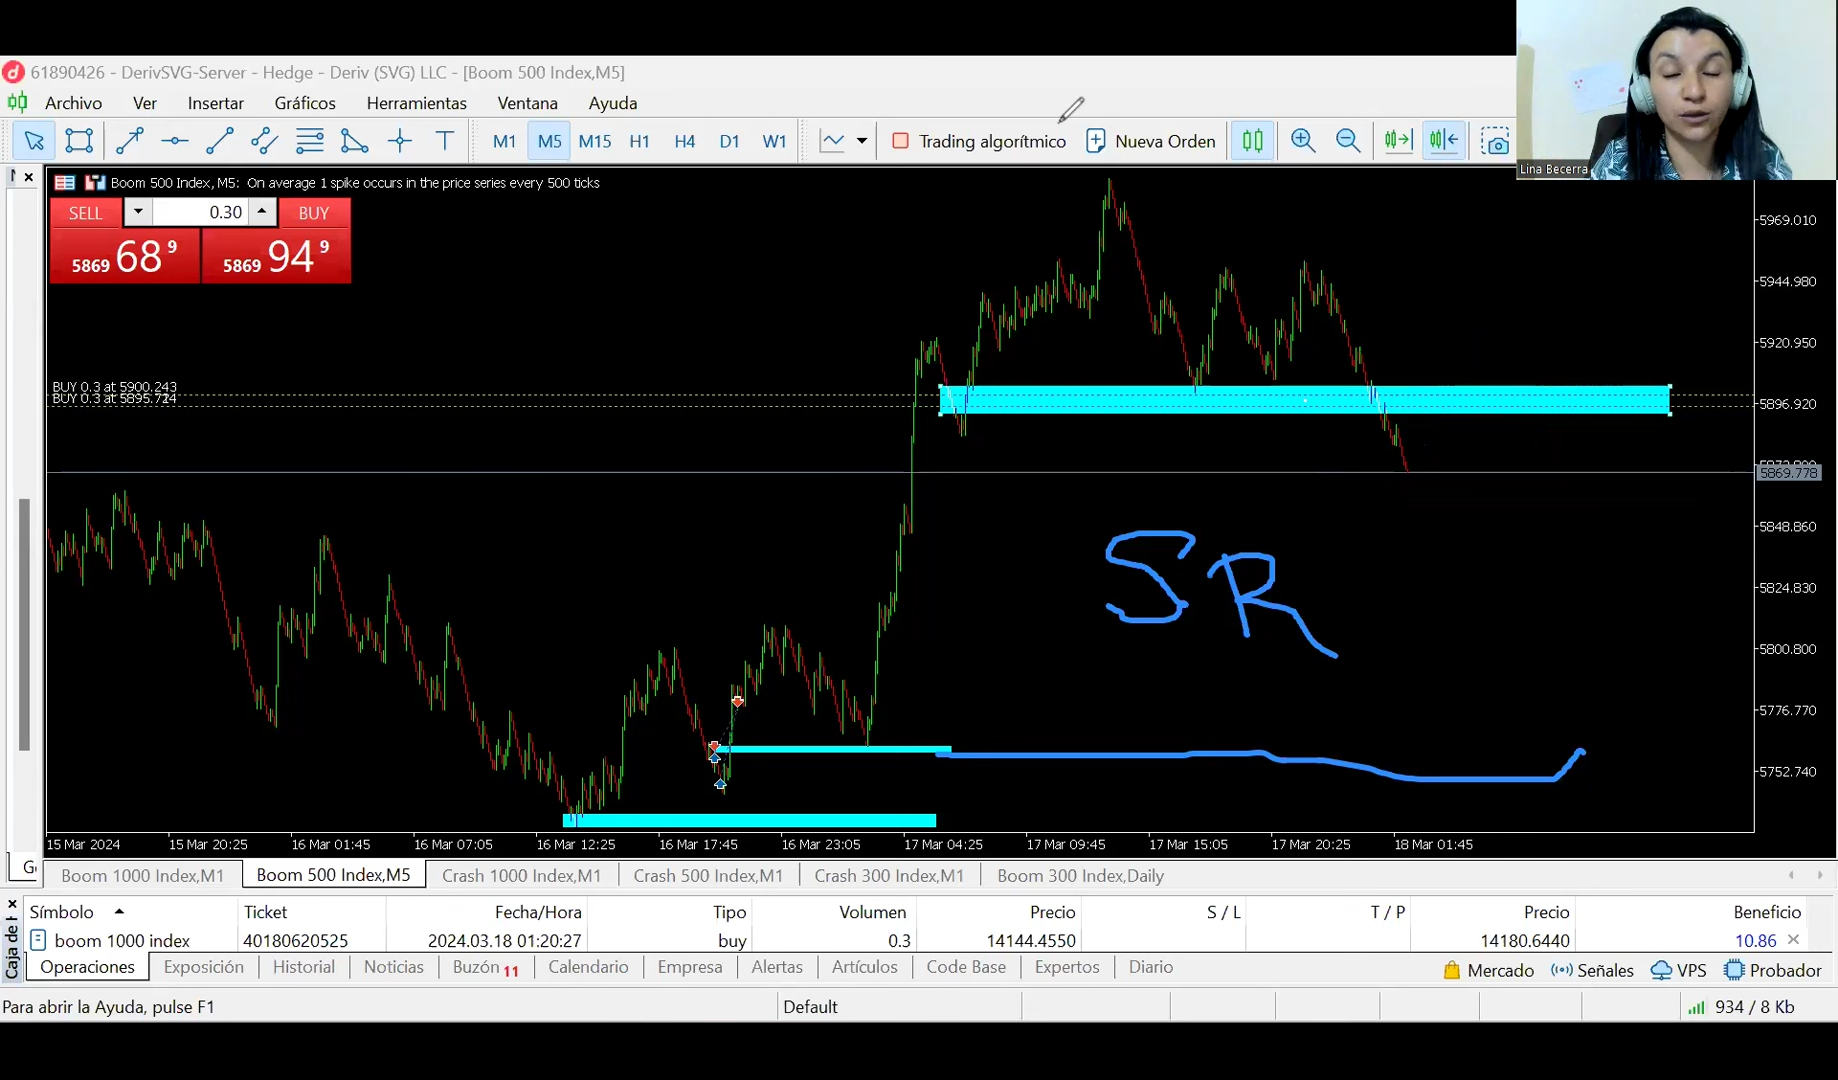 61890426 - DerivSVG-Server - Hedge - Deriv (SVG) LLC - [Boom 500 Index,M5]
Archivo Ver Insertar Gráficos Herramientas Ventana Ayuda
M1 M5 M15 H1 H4 D1 W1 Trading algorítmico Nueva Orden
Lina Becerra
Boom 500 Index, M5: On average 1 spike occurs in the price series every 500 ticks
SELL 0.30 BUY
5869 68 9 5869 94 9
5969.010
5944.980
5920.950
BUY 0.3 at 5900.243
BUY 0.3 at 5895.724
5896.920
5869.778
5848.860
SR
5824.830
5800.800
5776.770
5752.740
15 Mar 2024 15 Mar 20:25 16 Mar 01:45 16 Mar 07:05 16 Mar 12:25 16 Mar 17:45 16 Mar 23:05 17 Mar 04:25 17 Mar 09:45 17 Mar 15:05 17 Mar 20:25 18 Mar 01:45
Boom 1000 Index,M1 Boom 500 Index,M5 Crash 1000 Index,M1 Crash 500 Index,M1 Crash 300 Index,M1 Boom 300 Index,Daily
Símbolo Ticket Fecha/Hora Tipo Volumen Precio S / L T / P Precio Beneficio
boom 1000 index 40180620525 2024.03.18 01:20:27 buy 0.3 14144.4550 14180.6440 10.86
Operaciones Exposición Historial Noticias Buzón 11 Calendario Empresa Alertas Artículos Code Base Expertos Diario Mercado Señales VPS Probador
Para abrir la Ayuda, pulse F1 Default 934 / 8 Kb